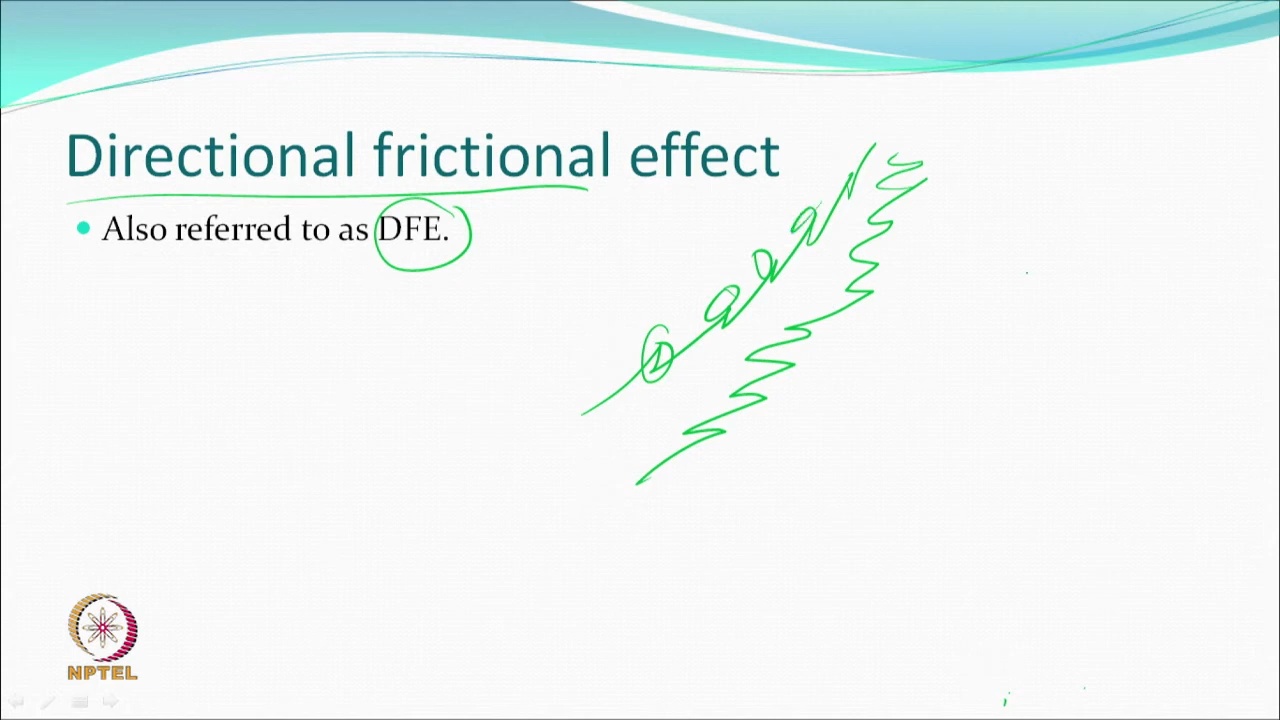 Directional frictional effect
Also referred to as DFE.
NPTEL